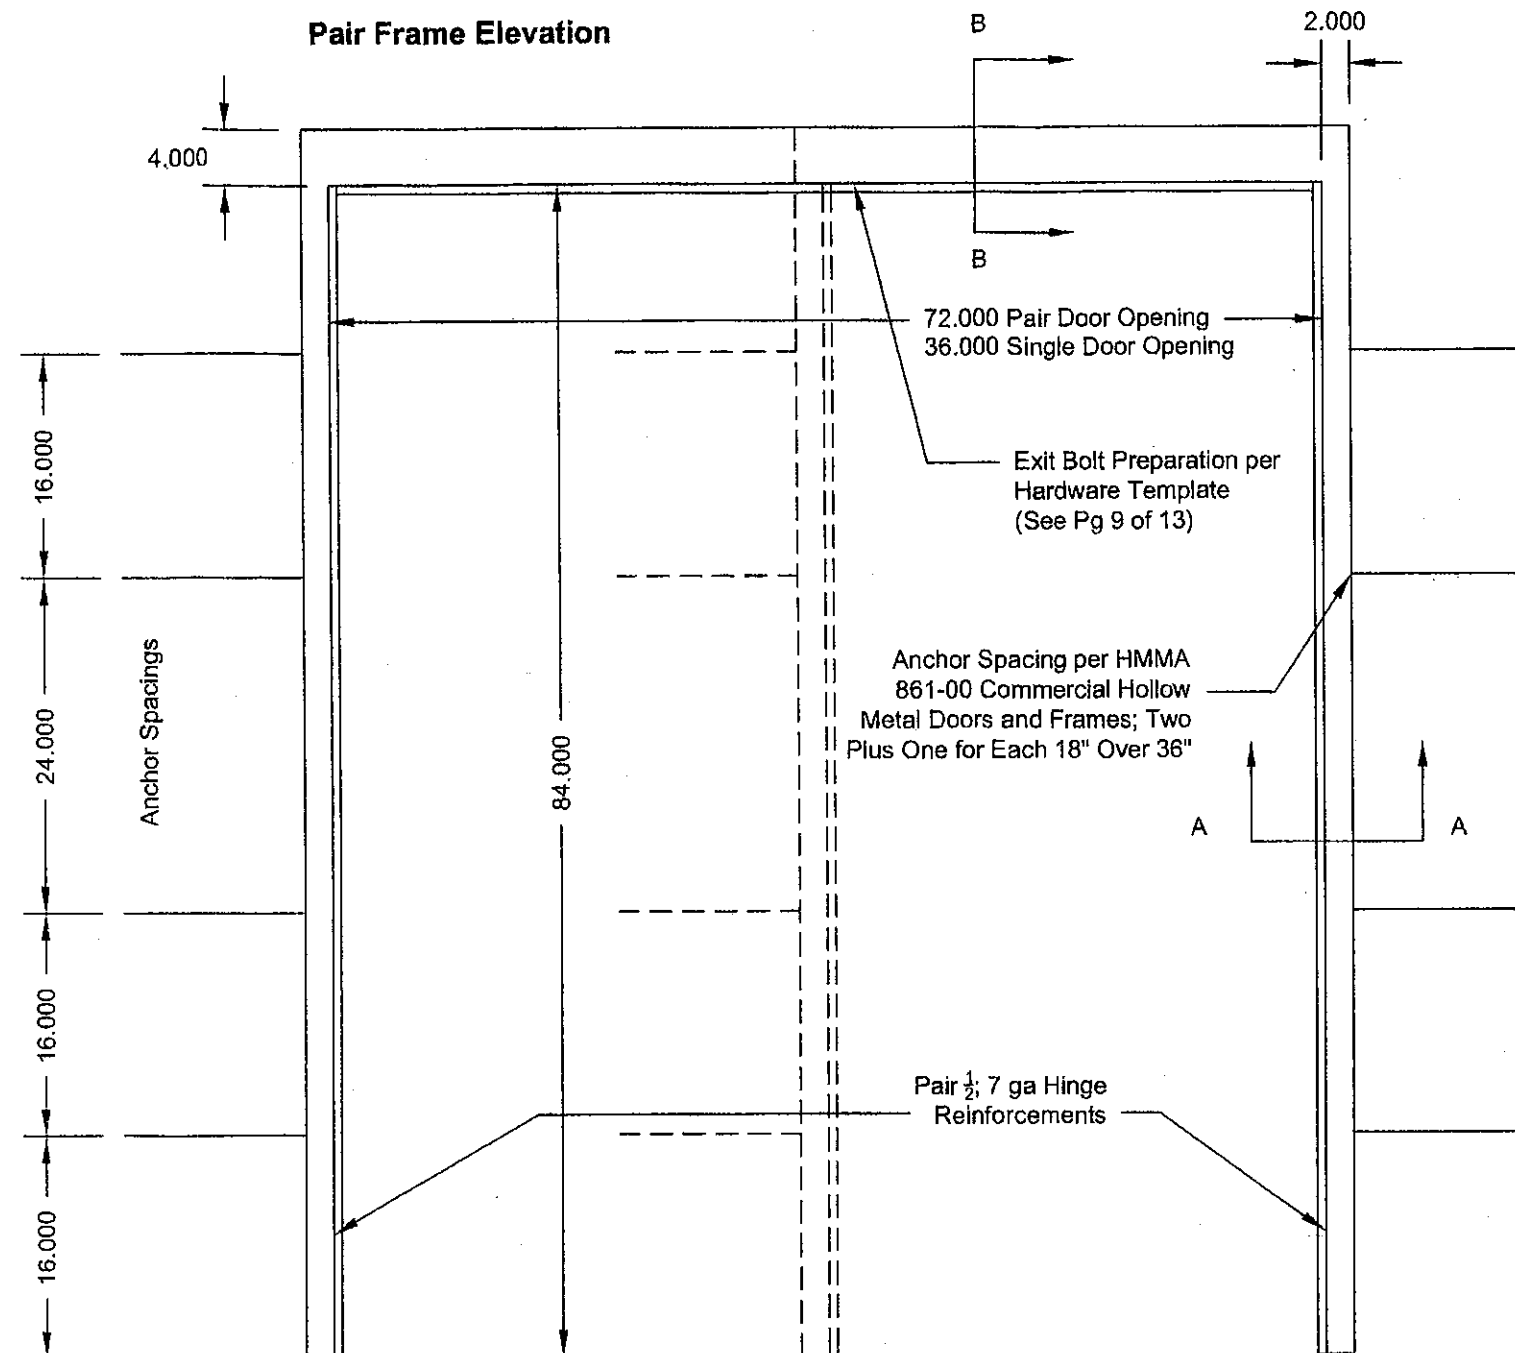 Pair Frame Elevation
B
2.000
4.000
B
72.000 Pair Door Opening
36.000 Single Door Opening
16.000
Exit Bolt Preparation per
Hardware Template
(See Pg 9 of 13)
24.000
Anchor Spacings
Anchor Spacing per HMMA
861-00 Commercial Hollow
Metal Doors and Frames; Two
Plus One for Each 18" Over 36"
84.000
A
A
16.000
Pair ½; 7 ga Hinge
Reinforcements
16.000